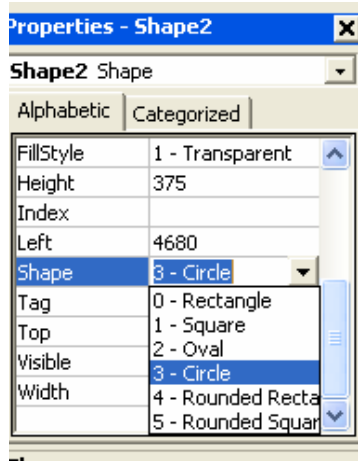 Properties - Shape2
Shape2 Shape
Alphabetic Categorized
FillStyle 1 - Transparent
Height 375
Index
Left 4680
Shape 3 - Circle
Tag 0 - Rectangle
Top 1 - Square
2 - Oval
Visible 3 - Circle
Width 4 - Rounded Recta
5 - Rounded Squar